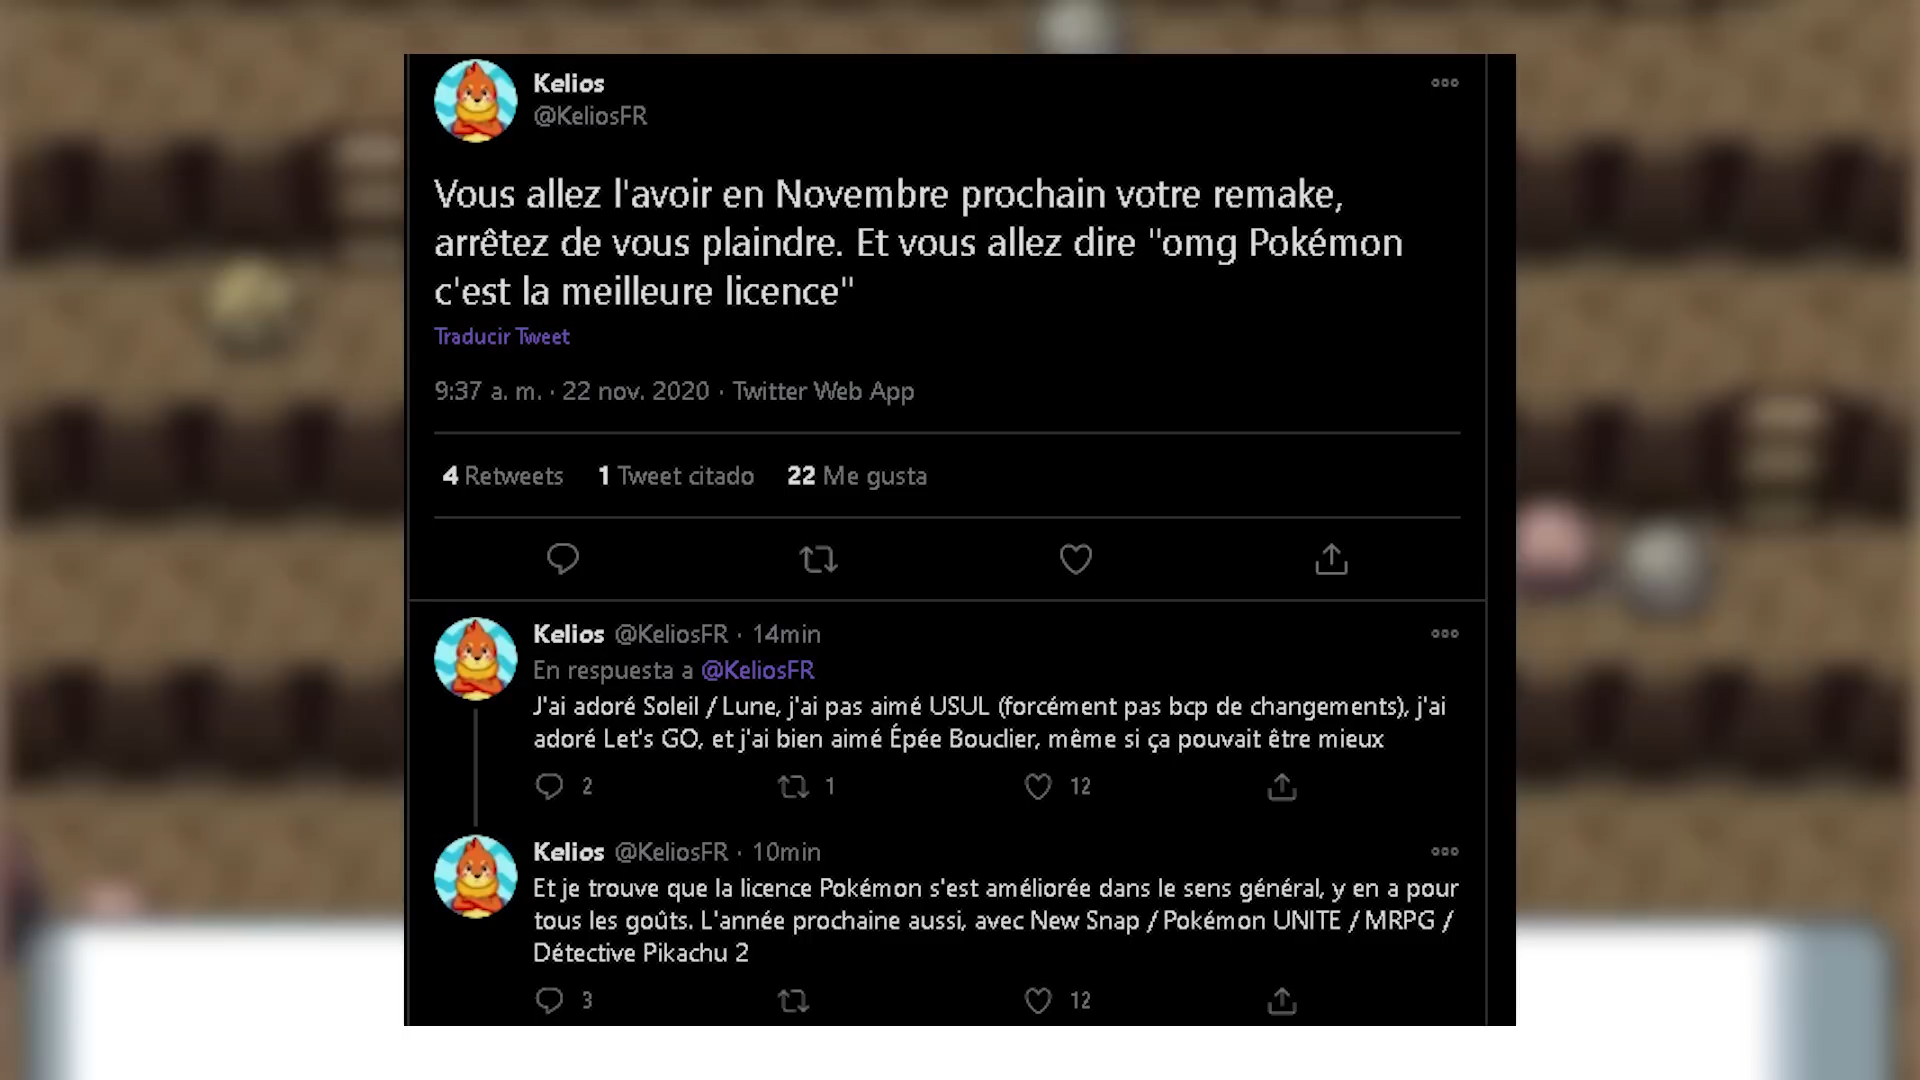 Kelios
@KeliosFR
Vous allez l'avoir en Novembre prochain votre remake,
arrêtez de vous plaindre. Et vous allez dire "omg Pokémon
c'est la meilleure licence"
Traducir Tweet
9:37 a. m. · 22 nov. 2020 · Twitter Web App
4 Retweets 1 Tweet citado 22 Me gusta
Kelios @KeliosFR · 14min
En respuesta a @KeliosFR
J'ai adoré Soleil / Lune, j'ai pas aimé USUL (forcément pas bcp de changements), j'ai
adoré Let's GO, et j'ai bien aimé Épée Bouclier, même si ça pouvait être mieux
2 1 12
Kelios @KeliosFR · 10min
Et je trouve que la licence Pokémon s'est améliorée dans le sens général, y en a pour
tous les goûts. L'année prochaine aussi, avec New Snap / Pokémon UNITE / MRPG /
Détective Pikachu 2
3 12